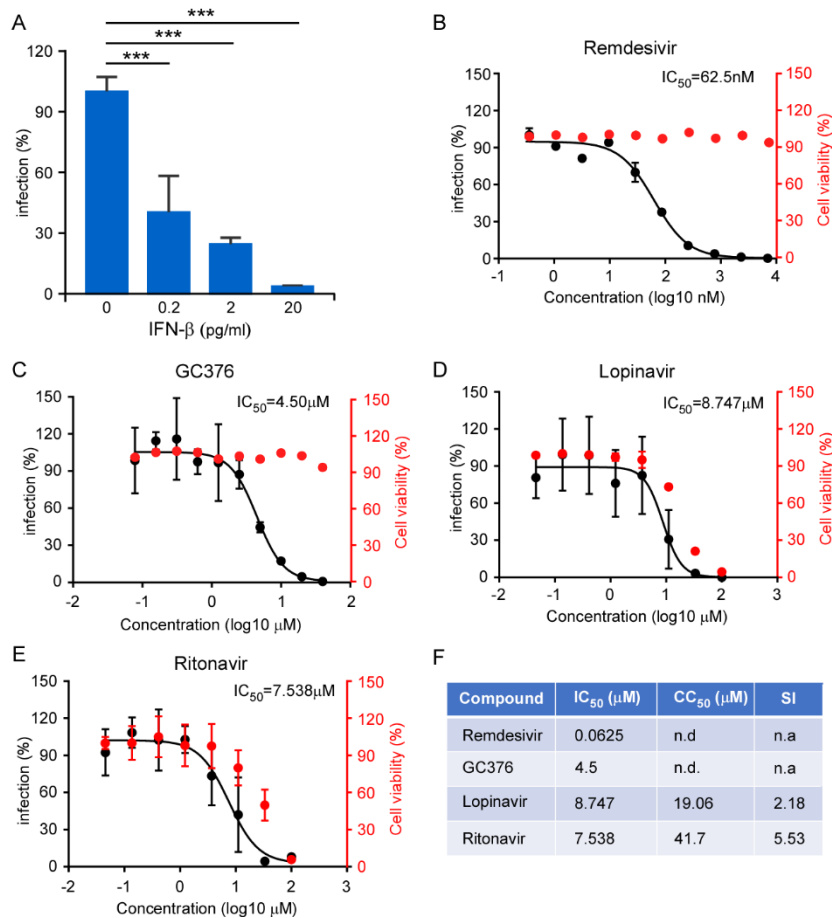 A
***
***
***
120
90
60
30
0
infection (%)
0 0.2 2 20
IFN-β (pg/ml)
B
Remdesivir
IC50=62.5nM
150
120
90
60
30
0
infection (%)
150
120
90
60
30
0
Cell viability (%)
-1 0 1 2 3 4
Concentration (log10 nM)
C
GC376
IC50=4.50μM
150
120
90
60
30
0
infection (%)
150
120
90
60
30
0
Cell viability (%)
-2 -1 0 1 2
Concentration (log10 μM)
D
Lopinavir
IC50=8.747μM
150
120
90
60
30
0
infection (%)
150
120
90
60
30
0
Cell viability (%)
-2 -1 0 1 2 3
Concentration (log10 μM)
E
Ritonavir
IC50=7.538μM
150
120
90
60
30
0
infection (%)
150
120
90
60
30
0
Cell viability (%)
-2 -1 0 1 2 3
Concentration (log10 μM)
F
Compound IC50 (μM) CC50 (μM) SI
Remdesivir 0.0625 n.d n.a
GC376 4.5 n.d. n.a
Lopinavir 8.747 19.06 2.18
Ritonavir 7.538 41.7 5.53